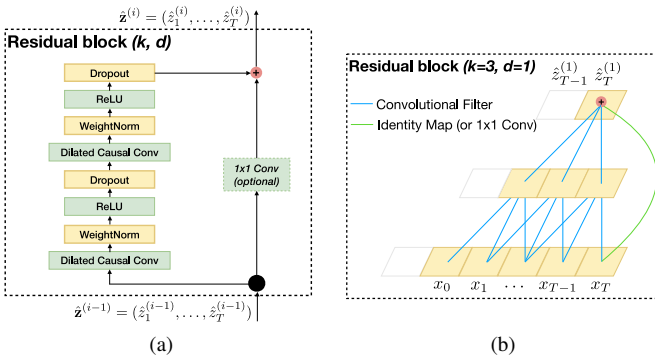 ẑ^(i) = (ẑ_1^(i), . . . , ẑ_T^(i))
Residual block (k, d)
Dropout
+
ReLU
WeightNorm
Dilated Causal Conv
Dropout
ReLU
WeightNorm
Dilated Causal Conv
1x1 Conv
(optional)
ẑ^(i−1) = (ẑ_1^(i−1), . . . , ẑ_T^(i−1))
(a)
Residual block (k=3, d=1)
ẑ_{T−1}^(1) ẑ_T^(1)
+
Convolutional Filter
Identity Map (or 1x1 Conv)
x_0 x_1 . . . x_{T−1} x_T
(b)